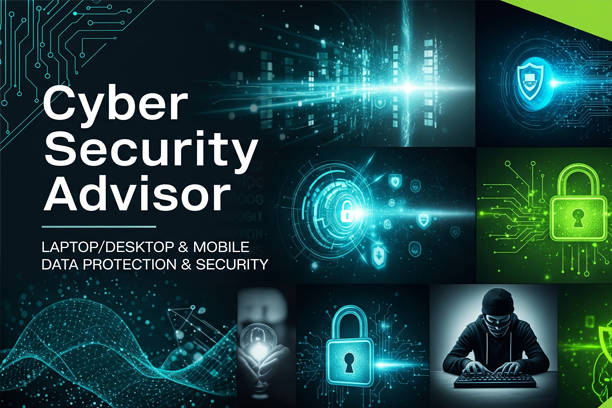 Cyber
Security
Advisor
LAPTOP/DESKTOP & MOBILE
DATA PROTECTION & SECURITY